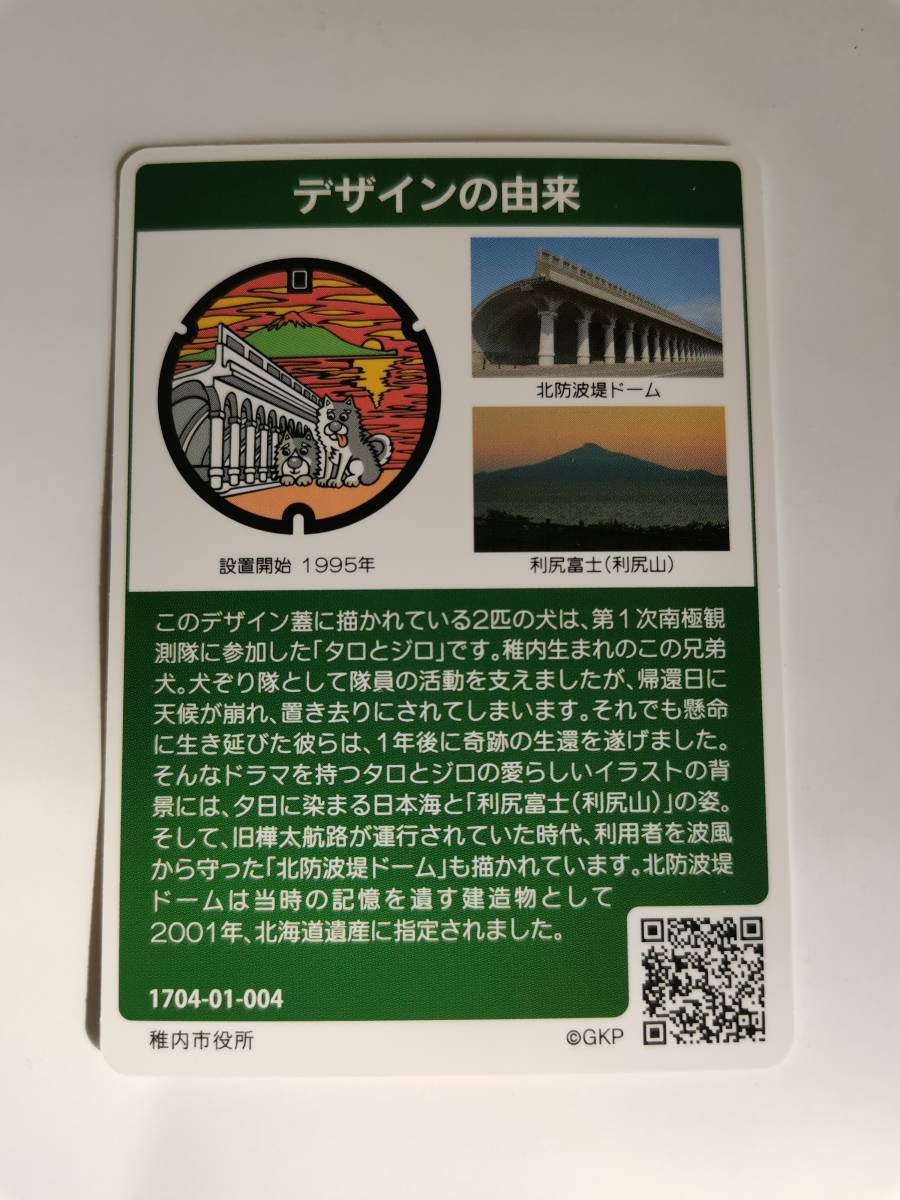 デザインの由来
北防波堤ドーム
設置開始 1995年
利尻富士(利尻山)
このデザイン蓋に描かれている2匹の犬は、第1次南極観
測隊に参加した「タロとジロ」です。稚内生まれのこの兄弟
犬。犬ぞり隊として隊員の活動を支えましたが、帰還日に
天候が崩れ、置き去りにされてしまいます。それでも懸命
に生き延びた彼らは、1年後に奇跡の生還を遂げました。
そんなドラマを持つタロとジロの愛らしいイラストの背
景には、夕日に染まる日本海と「利尻富士(利尻山)」の姿。
そして、旧樺太航路が運行されていた時代、利用者を波風
から守った「北防波堤ドーム」も描かれています。北防波堤
ドームは当時の記憶を遺す建造物として
2001年、北海道遺産に指定されました。
1704-01-004
稚内市役所
©GKP